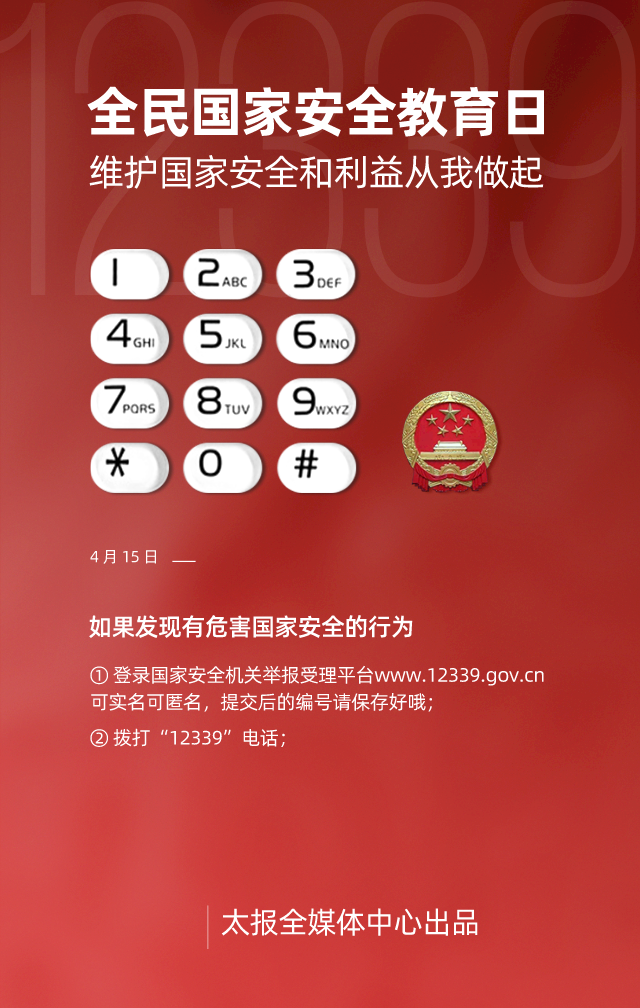 12339
全民国家安全教育日
维护国家安全和利益从我做起
1 2ABC 3DEF
4GHI 5JKL 6MNO
7PQRS 8TUV 9WXYZ
* 0 #
4月15日
如果发现有危害国家安全的行为
① 登录国家安全机关举报受理平台www.12339.gov.cn
可实名可匿名，提交后的编号请保存好哦；
② 拨打“12339”电话；
太报全媒体中心出品